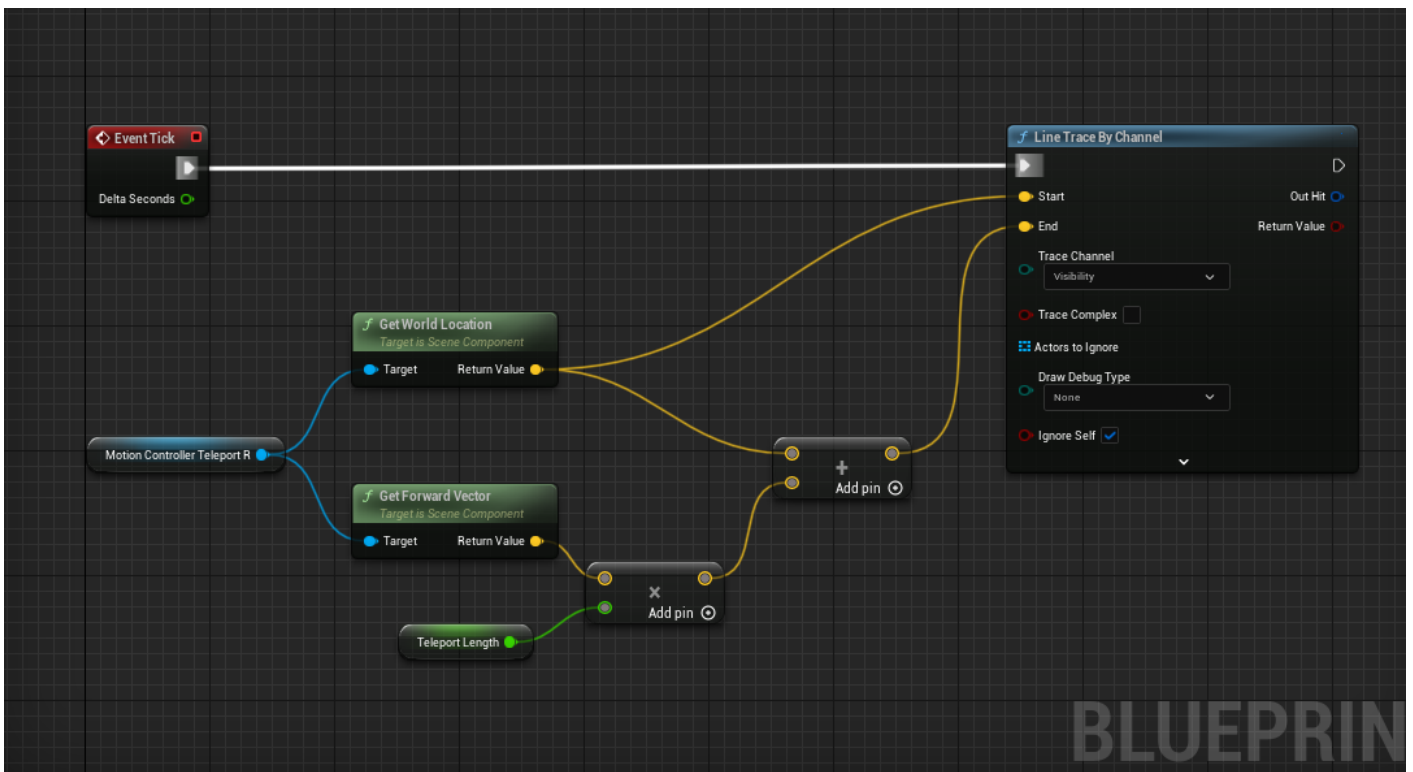 Event Tick
Delta Seconds
Line Trace By Channel
Start
Out Hit
End
Return Value
Trace Channel
Visibility
Trace Complex
Actors to Ignore
Draw Debug Type
None
Ignore Self
Get World Location
Target is Scene Component
Target
Return Value
Motion Controller Teleport R
Get Forward Vector
Target is Scene Component
Target
Return Value
+
Add pin
×
Add pin
Teleport Length
BLUEPRIN